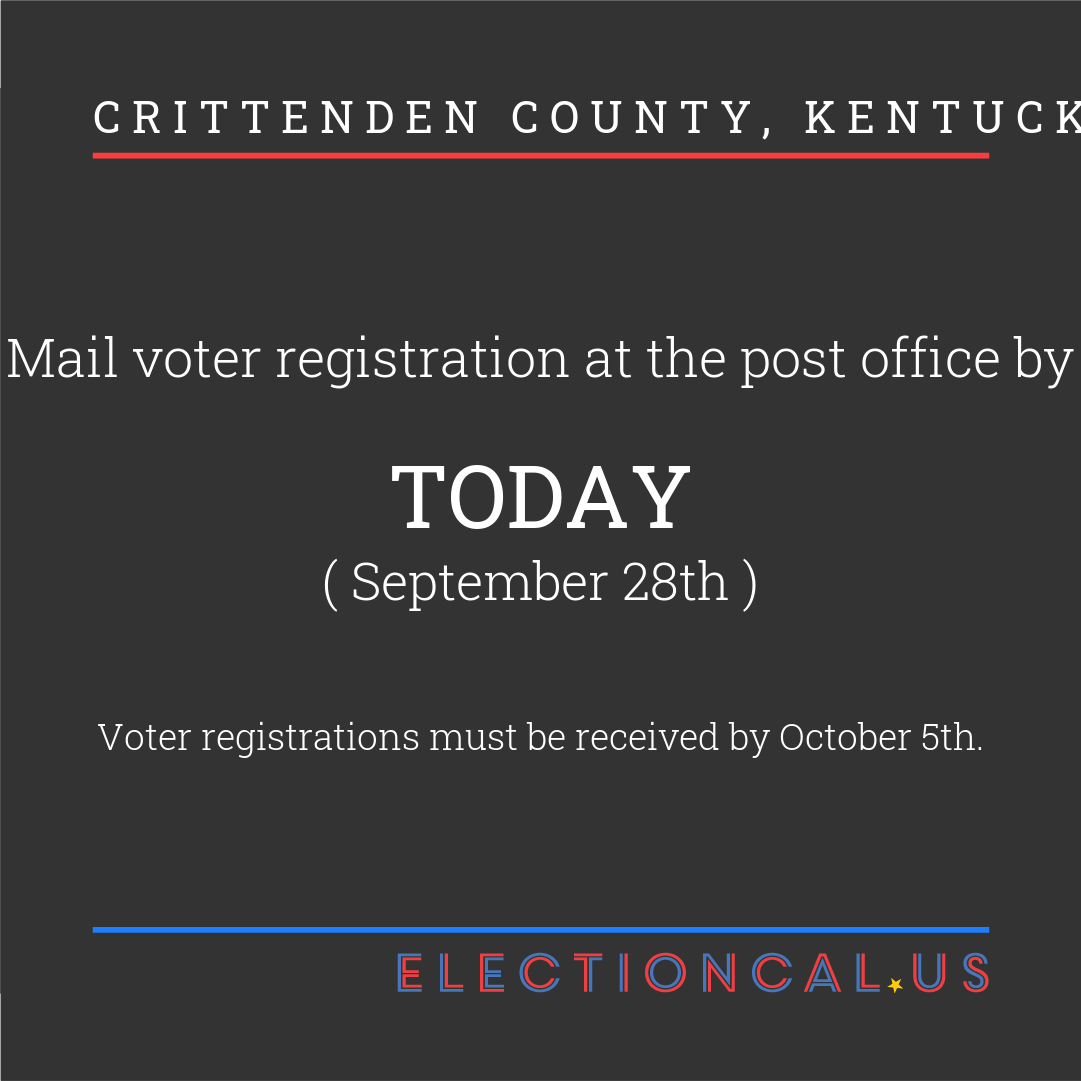 CRITTENDEN COUNTY, KENTUCK
Mail voter registration at the post office by
TODAY
( September 28th )
Voter registrations must be received by October 5th.
ELECTIONCAL.US